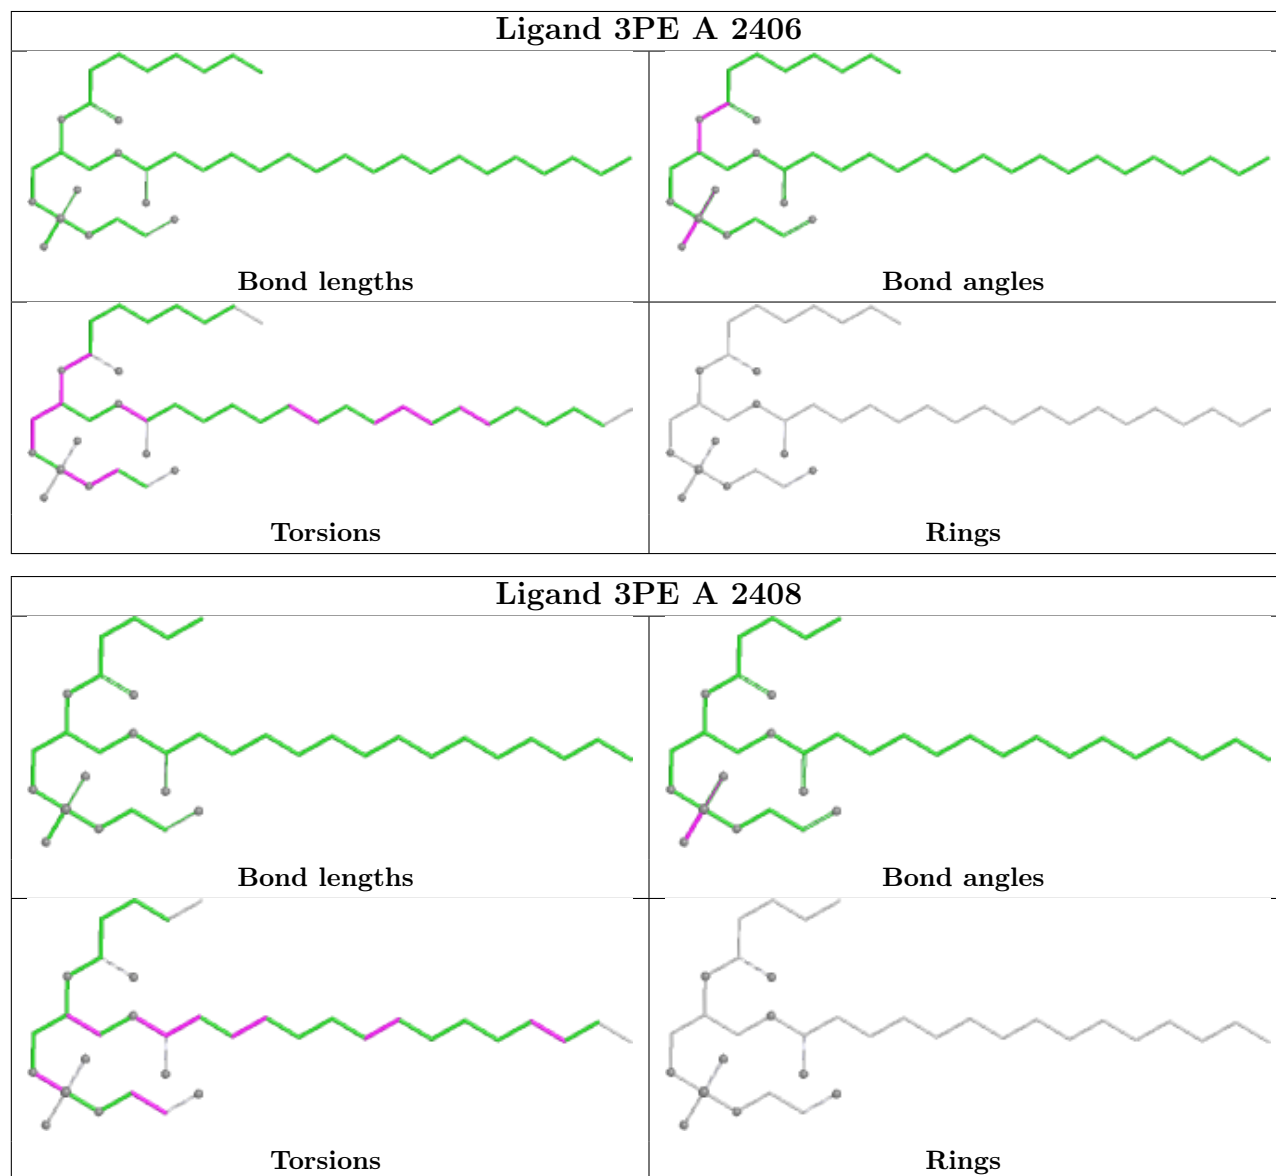 Ligand 3PE A 2406
Bond lengths
Bond angles
Torsions
Rings
Ligand 3PE A 2408
Bond lengths
Bond angles
Torsions
Rings